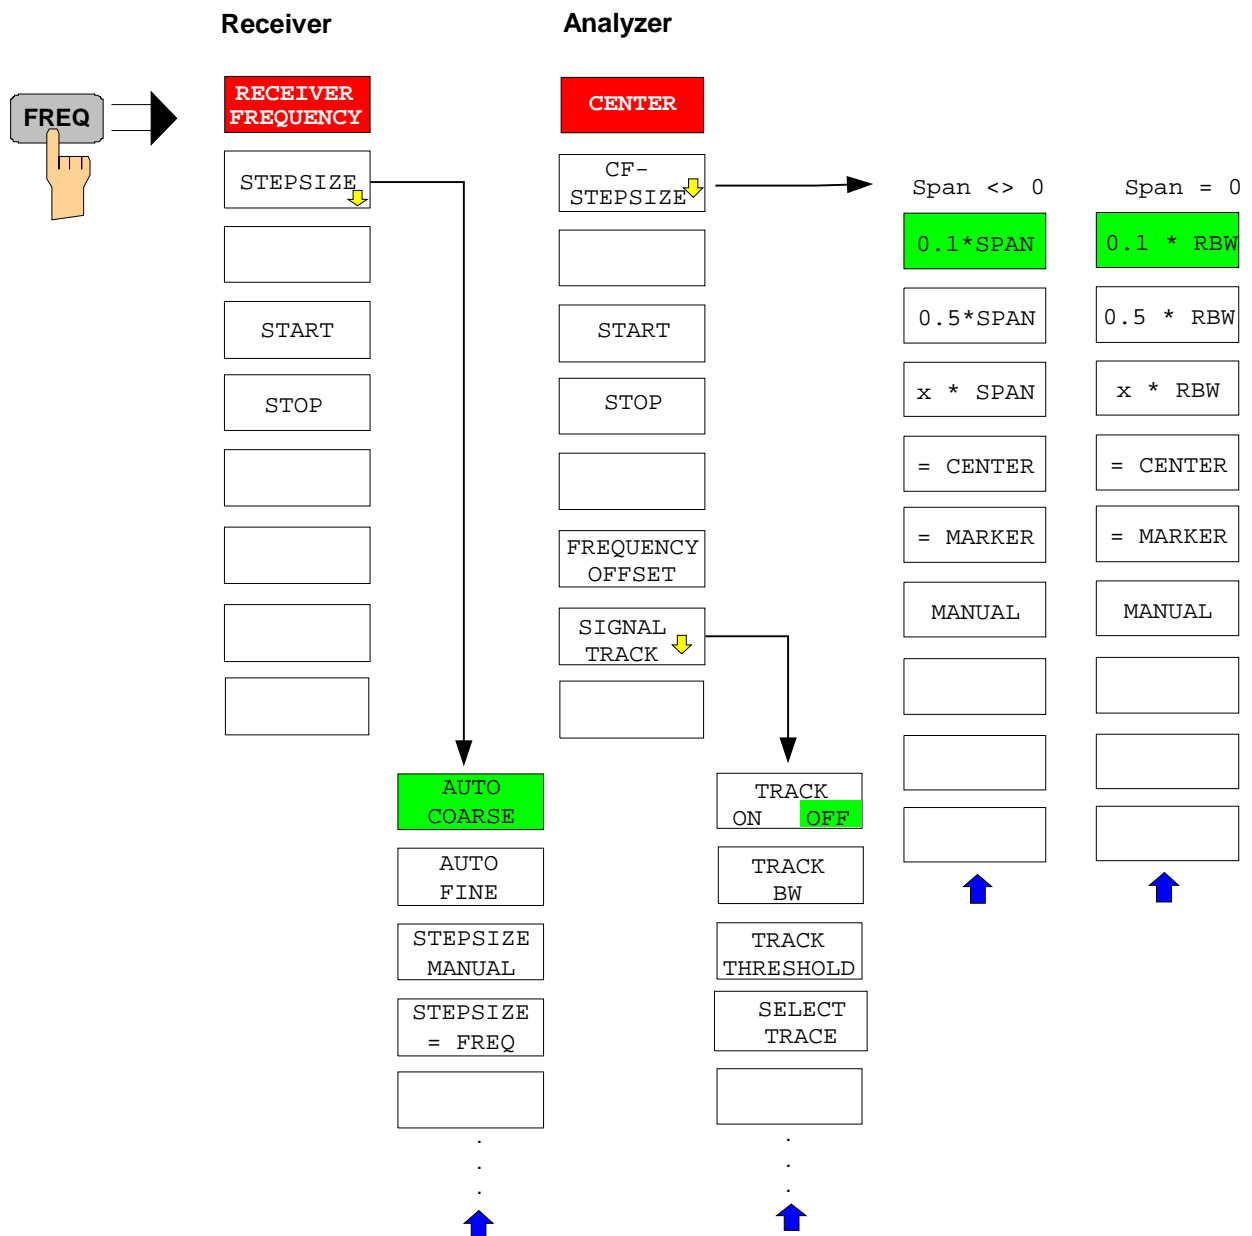 Receiver
Analyzer
FREQ
RECEIVER
FREQUENCY
STEPSIZE
START
STOP
CENTER
CF-
STEPSIZE
START
STOP
FREQUENCY
OFFSET
SIGNAL
TRACK
Span <> 0
0.1*SPAN
0.5*SPAN
x * SPAN
= CENTER
= MARKER
MANUAL
Span = 0
0.1 * RBW
0.5 * RBW
x * RBW
= CENTER
= MARKER
MANUAL
AUTO
COARSE
AUTO
FINE
STEPSIZE
MANUAL
STEPSIZE
= FREQ
.
.
.
TRACK
ON OFF
TRACK
BW
TRACK
THRESHOLD
SELECT
TRACE
.
.
.